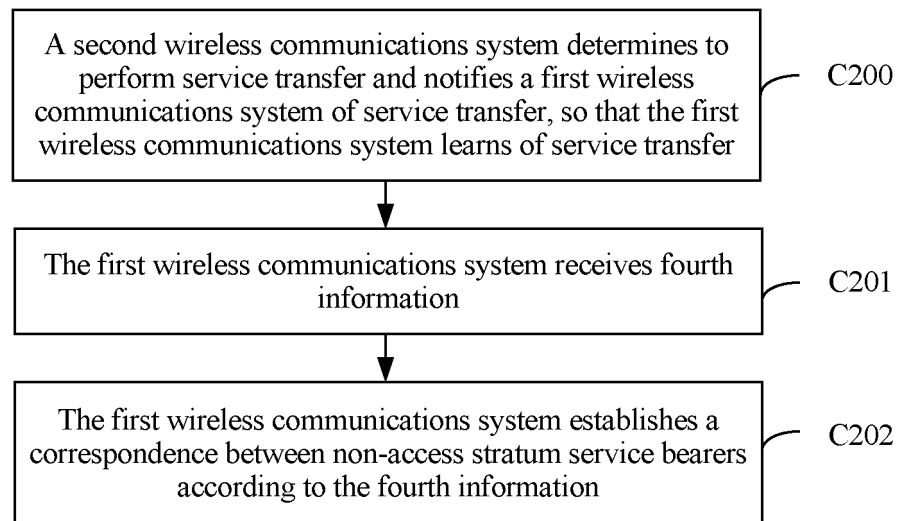 A second wireless communications system determines to
perform service transfer and notifies a first wireless
communications system of service transfer, so that the first
wireless communications system learns of service transfer
C200
The first wireless communications system receives fourth
information
C201
The first wireless communications system establishes a
correspondence between non-access stratum service bearers
according to the fourth information
C202